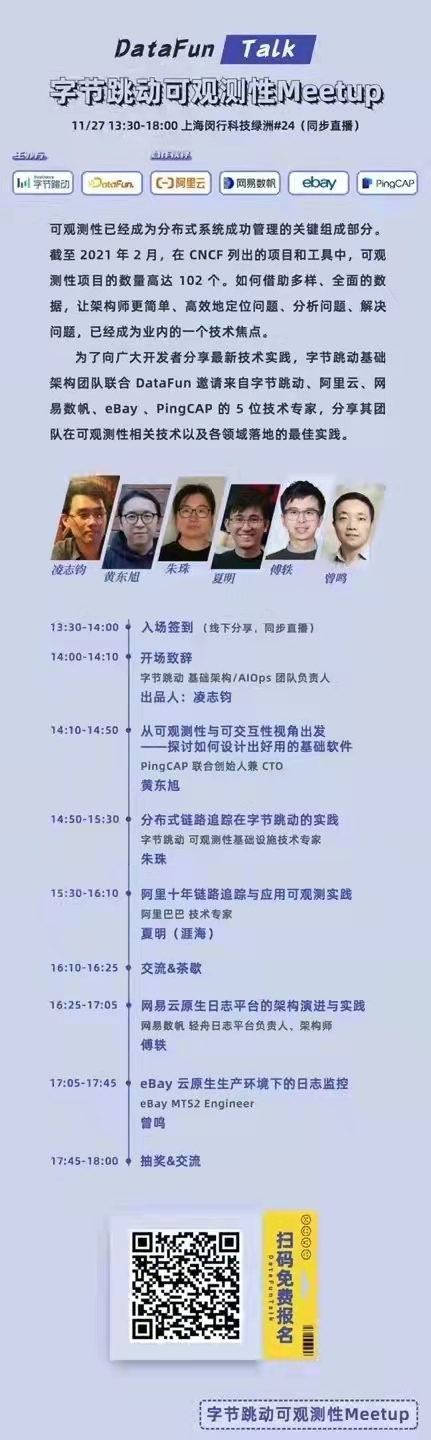 DataFun Talk
字节跳动可观测性Meetup
11/27 13:30-18:00 上海闵行科技绿洲#24（同步直播）
字节跳动 DataFun. 阿里云 网易数帆 ebay PingCAP
可观测性已经成为分布式系统成功管理的关键组成部分。
截至 2021 年 2 月，在 CNCF 列出的项目和工具中，可观
测性项目的数量高达 102 个。如何借助多样、全面的数
据，让架构师更简单、高效地定位问题、分析问题、解决
问题，已经成为业内的一个技术焦点。
为了向广大开发者分享最新技术实践，字节跳动基础
架构团队联合 DataFun 邀请来自字节跳动、阿里云、网
易数帆、eBay 、PingCAP 的 5 位技术专家，分享其团
队在可观测性相关技术以及各领域落地的最佳实践。
凌志钧 黄东旭 朱珠 夏明 傅轶 曾鸣
13:30-14:00 入场签到（线下分享，同步直播）
14:00-14:10 开场致辞
字节跳动 基础架构/AIOps 团队负责人
出品人：凌志钧
14:10-14:50 从可观测性与可交互性视角出发
——探讨如何设计出好用的基础软件
PingCAP 联合创始人兼 CTO
黄东旭
14:50-15:30 分布式链路追踪在字节跳动的实践
字节跳动 可观测性基础设施技术专家
朱珠
15:30-16:10 阿里十年链路追踪与应用可观测实践
阿里巴巴 技术专家
夏明（涯海）
16:10-16:25 交流&茶歇
16:25-17:05 网易云原生日志平台的架构演进与实践
网易数帆 轻舟日志平台负责人、架构师
傅轶
17:05-17:45 eBay 云原生生产环境下的日志监控
eBay MTS2 Engineer
曾鸣
17:45-18:00 抽奖&交流
扫码免费报名
DataFunTalk
字节跳动可观测性Meetup